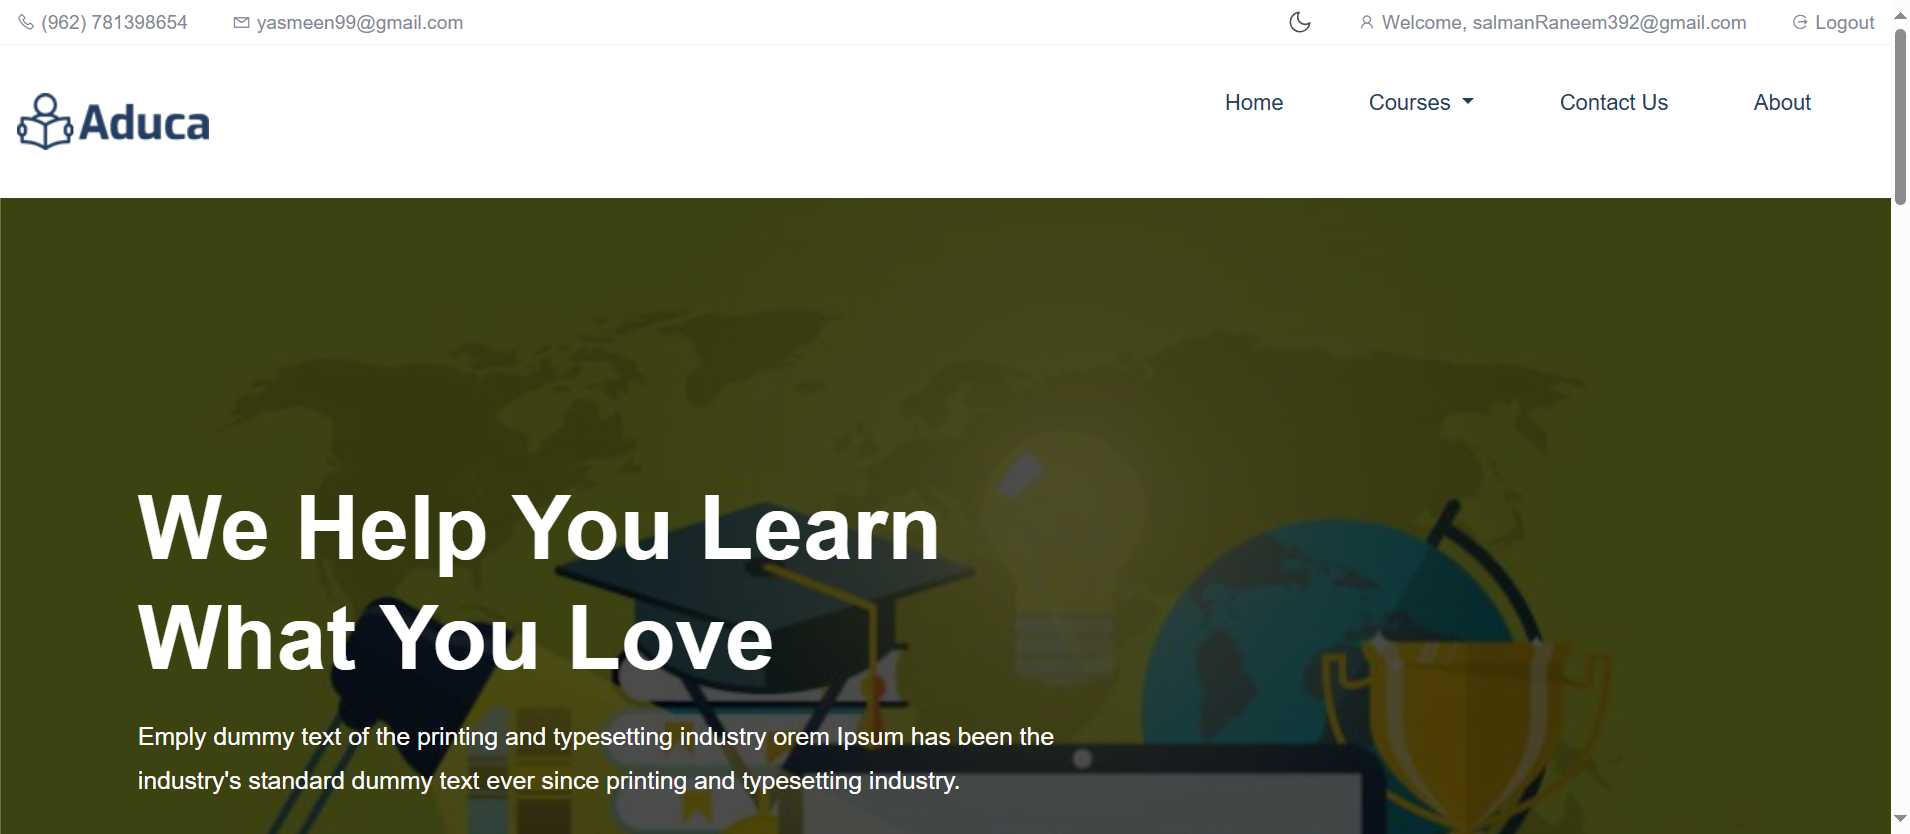 (962) 781398654 yasmeen99@gmail.com Welcome, salmanRaneem392@gmail.com Logout
Aduca Home Courses Contact Us About
We Help You Learn
What You Love
Emply dummy text of the printing and typesetting industry orem Ipsum has been the
industry's standard dummy text ever since printing and typesetting industry.